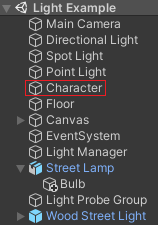 Light Example
Main Camera
Directional Light
Spot Light
Point Light
Character
Floor
Canvas
EventSystem
Light Manager
Street Lamp
Bulb
Light Probe Group
Wood Street Light